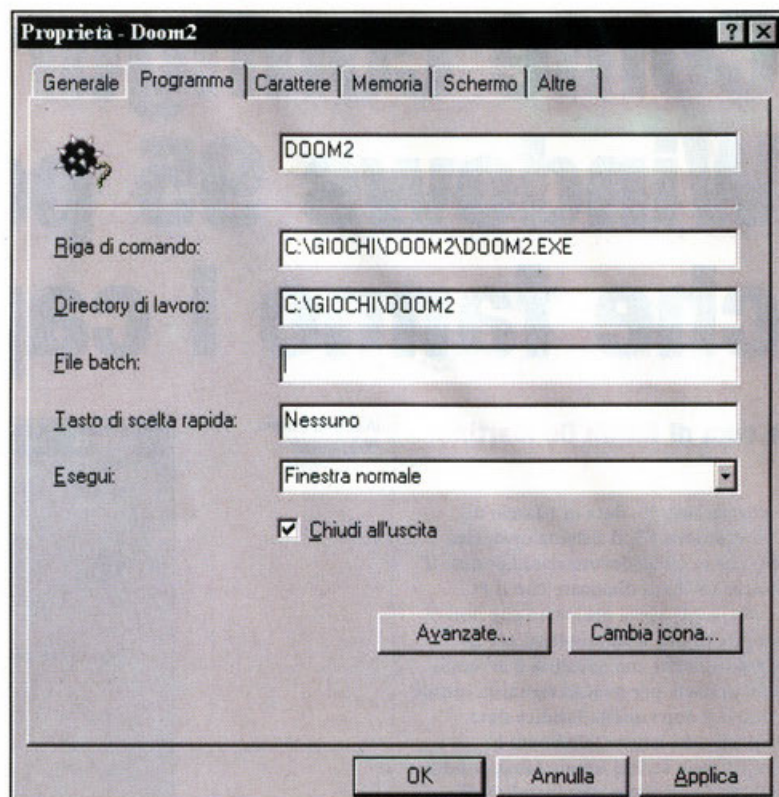 Proprietà - Doom2
Generale Programma Carattere Memoria Schermo Altre
DOOM2
Riga di comando: C:\GIOCHI\DOOM2\DOOM2.EXE
Directory di lavoro: C:\GIOCHI\DOOM2
File batch:
Tasto di scelta rapida: Nessuno
Esegui: Finestra normale
Chiudi all'uscita
Avanzate... Cambia icona...
OK Annulla Applica